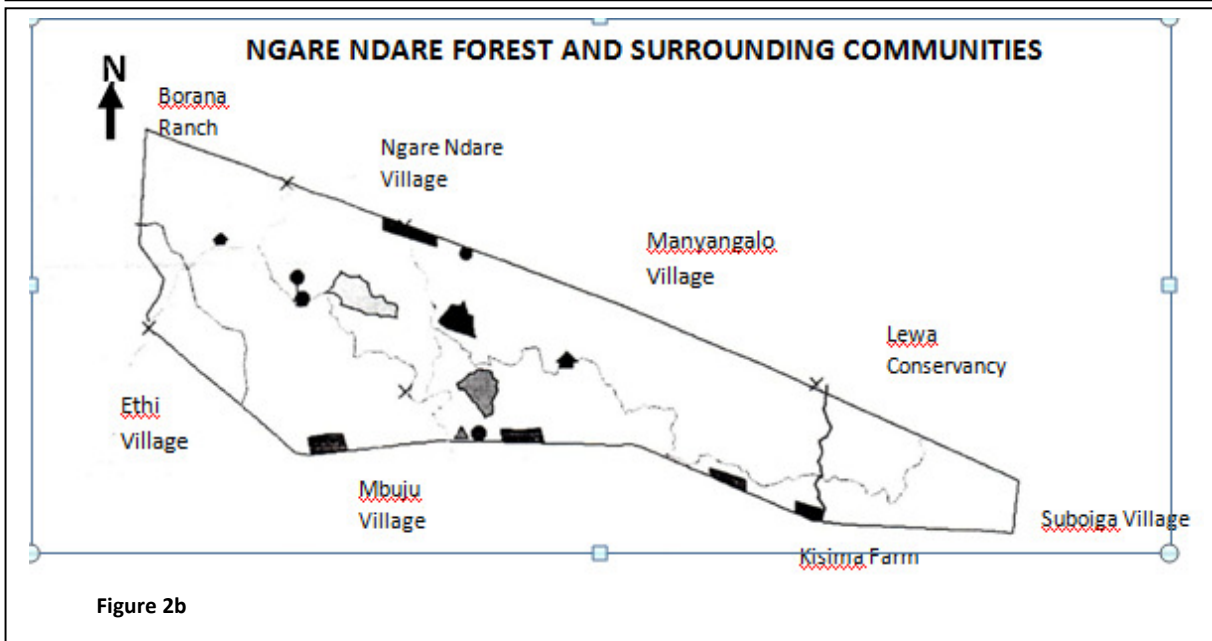 NGARE NDARE FOREST AND SURROUNDING COMMUNITIES
N
Borana
Ranch
Ngare Ndare
Village
Manyangalo
Village
Lewa
Conservancy
Ethi
Village
Mbuju
Village
Suboiga Village
Kisima Farm
Figure 2b